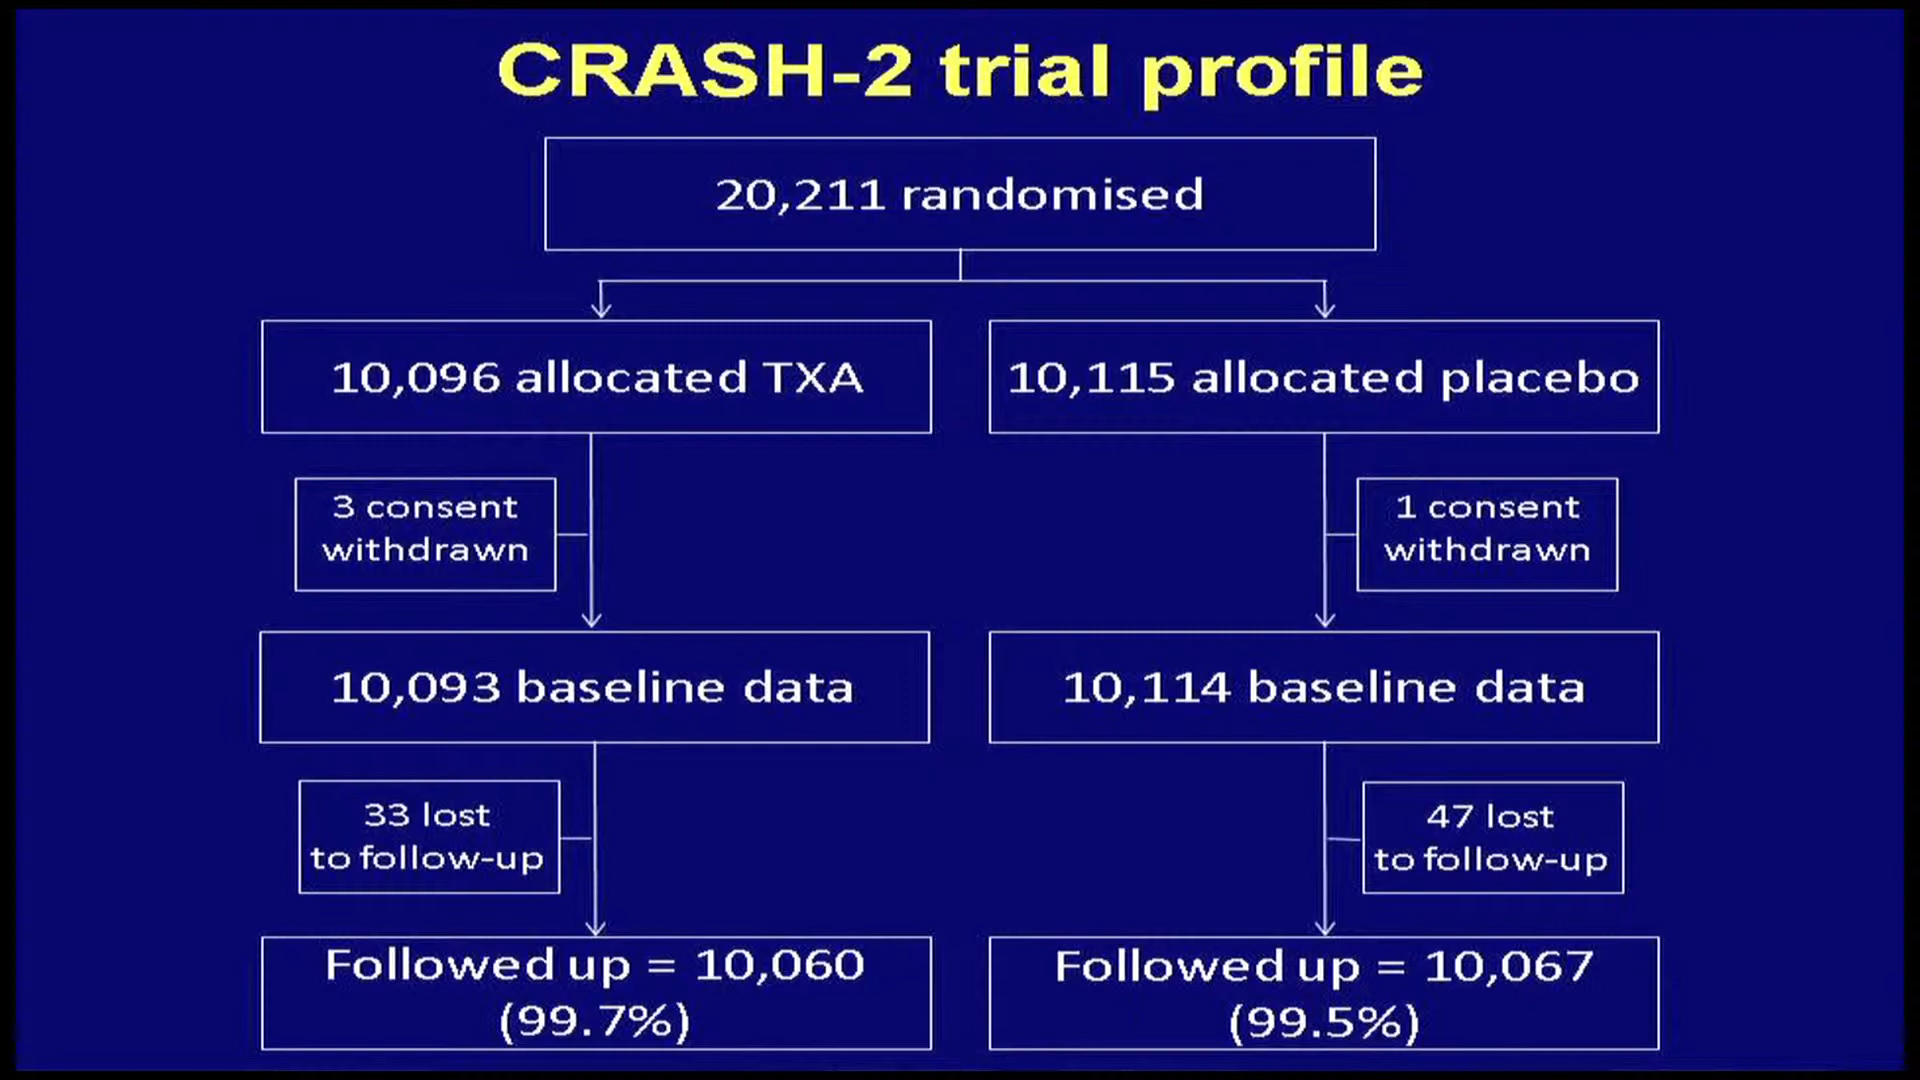 CRASH-2 trial profile
20,211 randomised
10,096 allocated TXA
10,115 allocated placebo
3 consent
withdrawn
1 consent
withdrawn
10,093 baseline data
10,114 baseline data
33 lost
to follow-up
47 lost
to follow-up
Followed up = 10,060
(99.7%)
Followed up = 10,067
(99.5%)